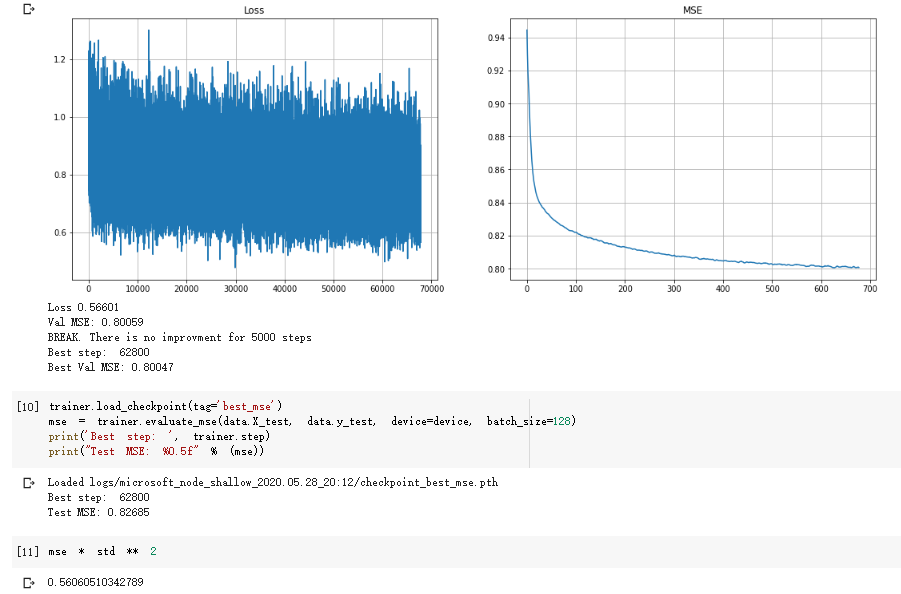 Loss
1.2
1.0
0.8
0.6
0 10000 20000 30000 40000 50000 60000 70000
MSE
0.94
0.92
0.90
0.88
0.86
0.84
0.82
0.80
0 100 200 300 400 500 600 700
Loss 0.56601
Val MSE: 0.80059
BREAK. There is no improvment for 5000 steps
Best step: 62800
Best Val MSE: 0.80047
[10] trainer.load_checkpoint(tag='best_mse')
mse = trainer.evaluate_mse(data.X_test, data.y_test, device=device, batch_size=128)
print('Best step: ', trainer.step)
print("Test MSE: %0.5f" % (mse))
Loaded logs/microsoft_node_shallow_2020.05.28_20:12/checkpoint_best_mse.pth
Best step: 62800
Test MSE: 0.82685
[11] mse * std ** 2
0.56060510342789